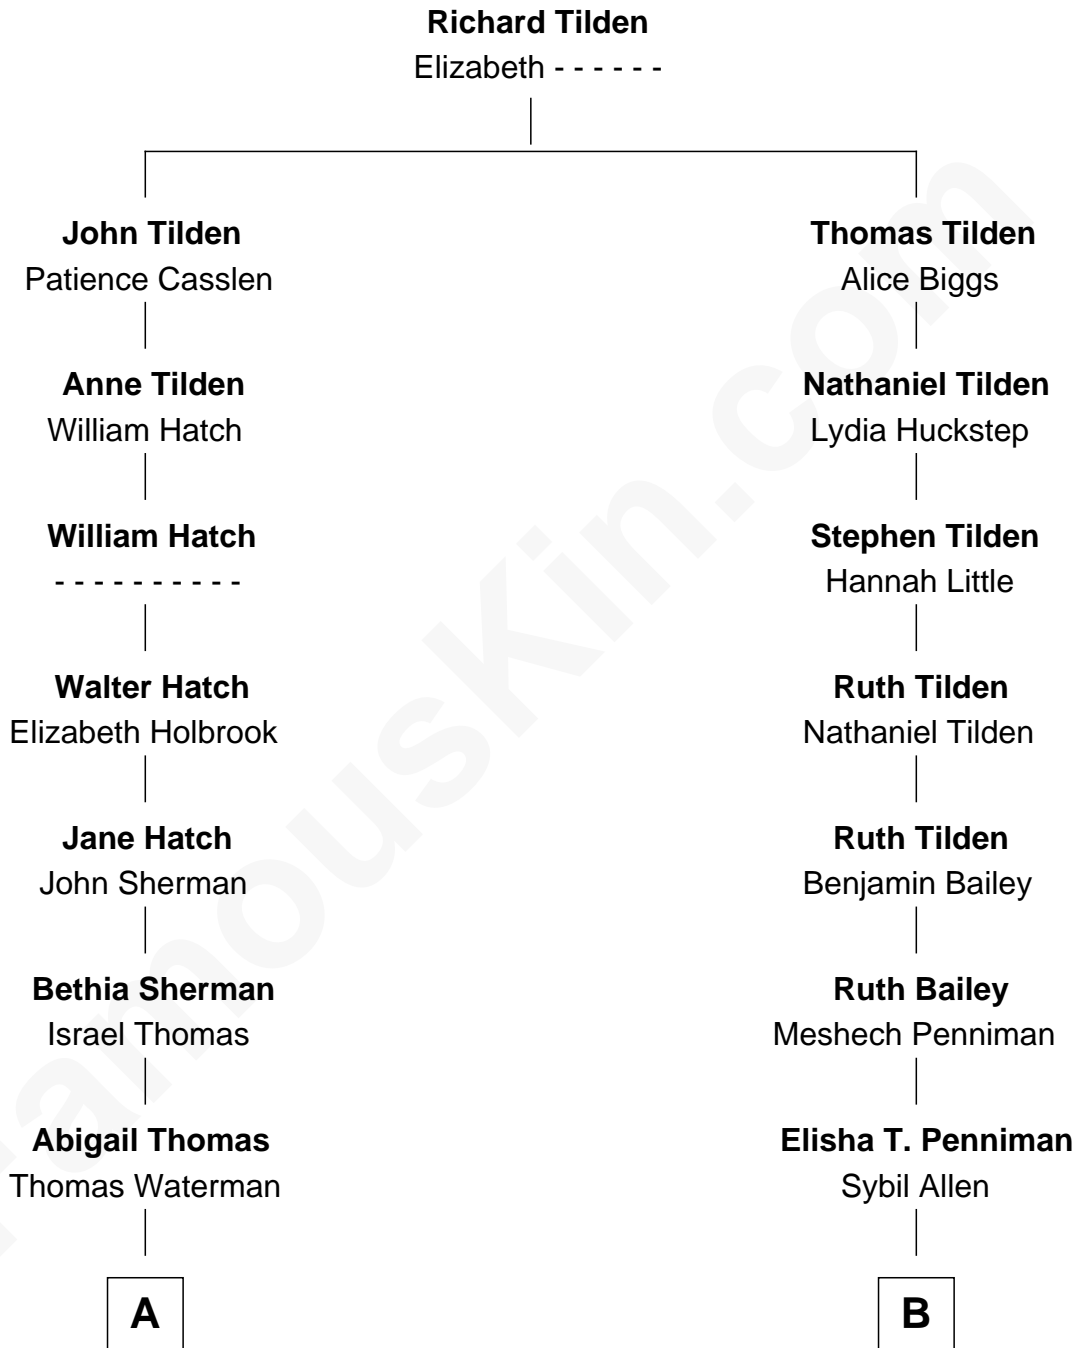 Richard Tilden
Elizabeth - - - - - -
John Tilden
Patience Casslen
Thomas Tilden
Alice Biggs
Anne Tilden
William Hatch
Nathaniel Tilden
Lydia Huckstep
William Hatch
- - - - - - - - - -
Stephen Tilden
Hannah Little
Walter Hatch
Elizabeth Holbrook
Ruth Tilden
Nathaniel Tilden
Jane Hatch
John Sherman
Ruth Tilden
Benjamin Bailey
Bethia Sherman
Israel Thomas
Ruth Bailey
Meshech Penniman
Abigail Thomas
Thomas Waterman
Elisha T. Penniman
Sybil Allen
A
B
FamousKin.com